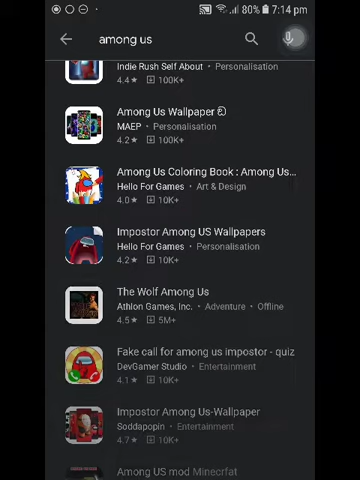 80% 7:14 pm
among us
Indie Rush Self About • Personalisation
4.4★ 100K+
Among Us Wallpaper ඞ
MAEP • Personalisation
4.2★ 100K+
Among Us Coloring Book : Among Us...
Hello For Games • Art & Design
4.0★ 10K+
Impostor Among US Wallpapers
Hello For Games • Personalisation
4.2★ 10K+
The Wolf Among Us
Athlon Games, Inc. • Adventure • Offline
4.5★ 5M+
Fake call for among us impostor - quiz
DevGamer Studio • Entertainment
4.1★ 10K+
Impostor Among Us-Wallpaper
Soddapopin • Entertainment
4.7★ 10K+
Among US mod Minecrfat